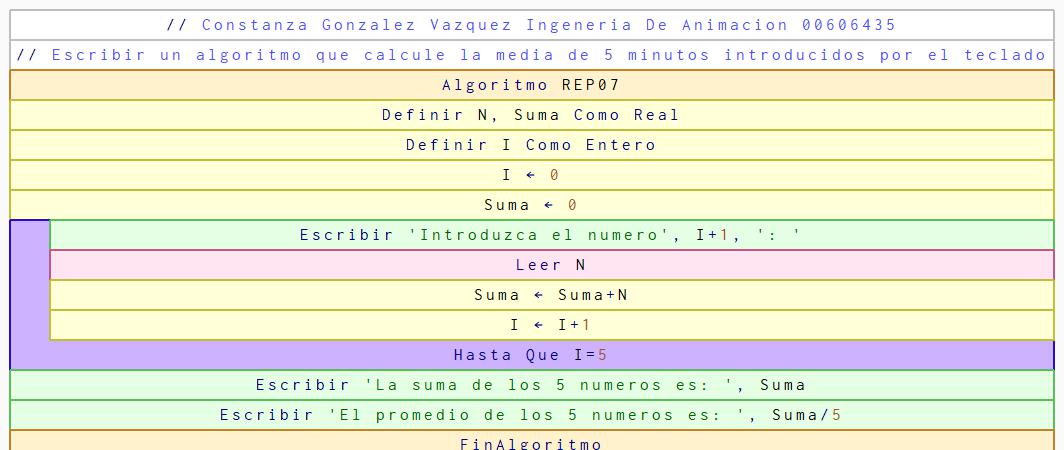 // Constanza Gonzalez Vazquez Ingeneria De Animacion 00606435
// Escribir un algoritmo que calcule la media de 5 minutos introducidos por el teclado
Algoritmo REP07
Definir N, Suma Como Real
Definir I Como Entero
I ← 0
Suma ← 0
Escribir 'Introduzca el numero', I+1, ': '
Leer N
Suma ← Suma+N
I ← I+1
Hasta Que I=5
Escribir 'La suma de los 5 numeros es: ', Suma
Escribir 'El promedio de los 5 numeros es: ', Suma/5
FinAlgoritmo